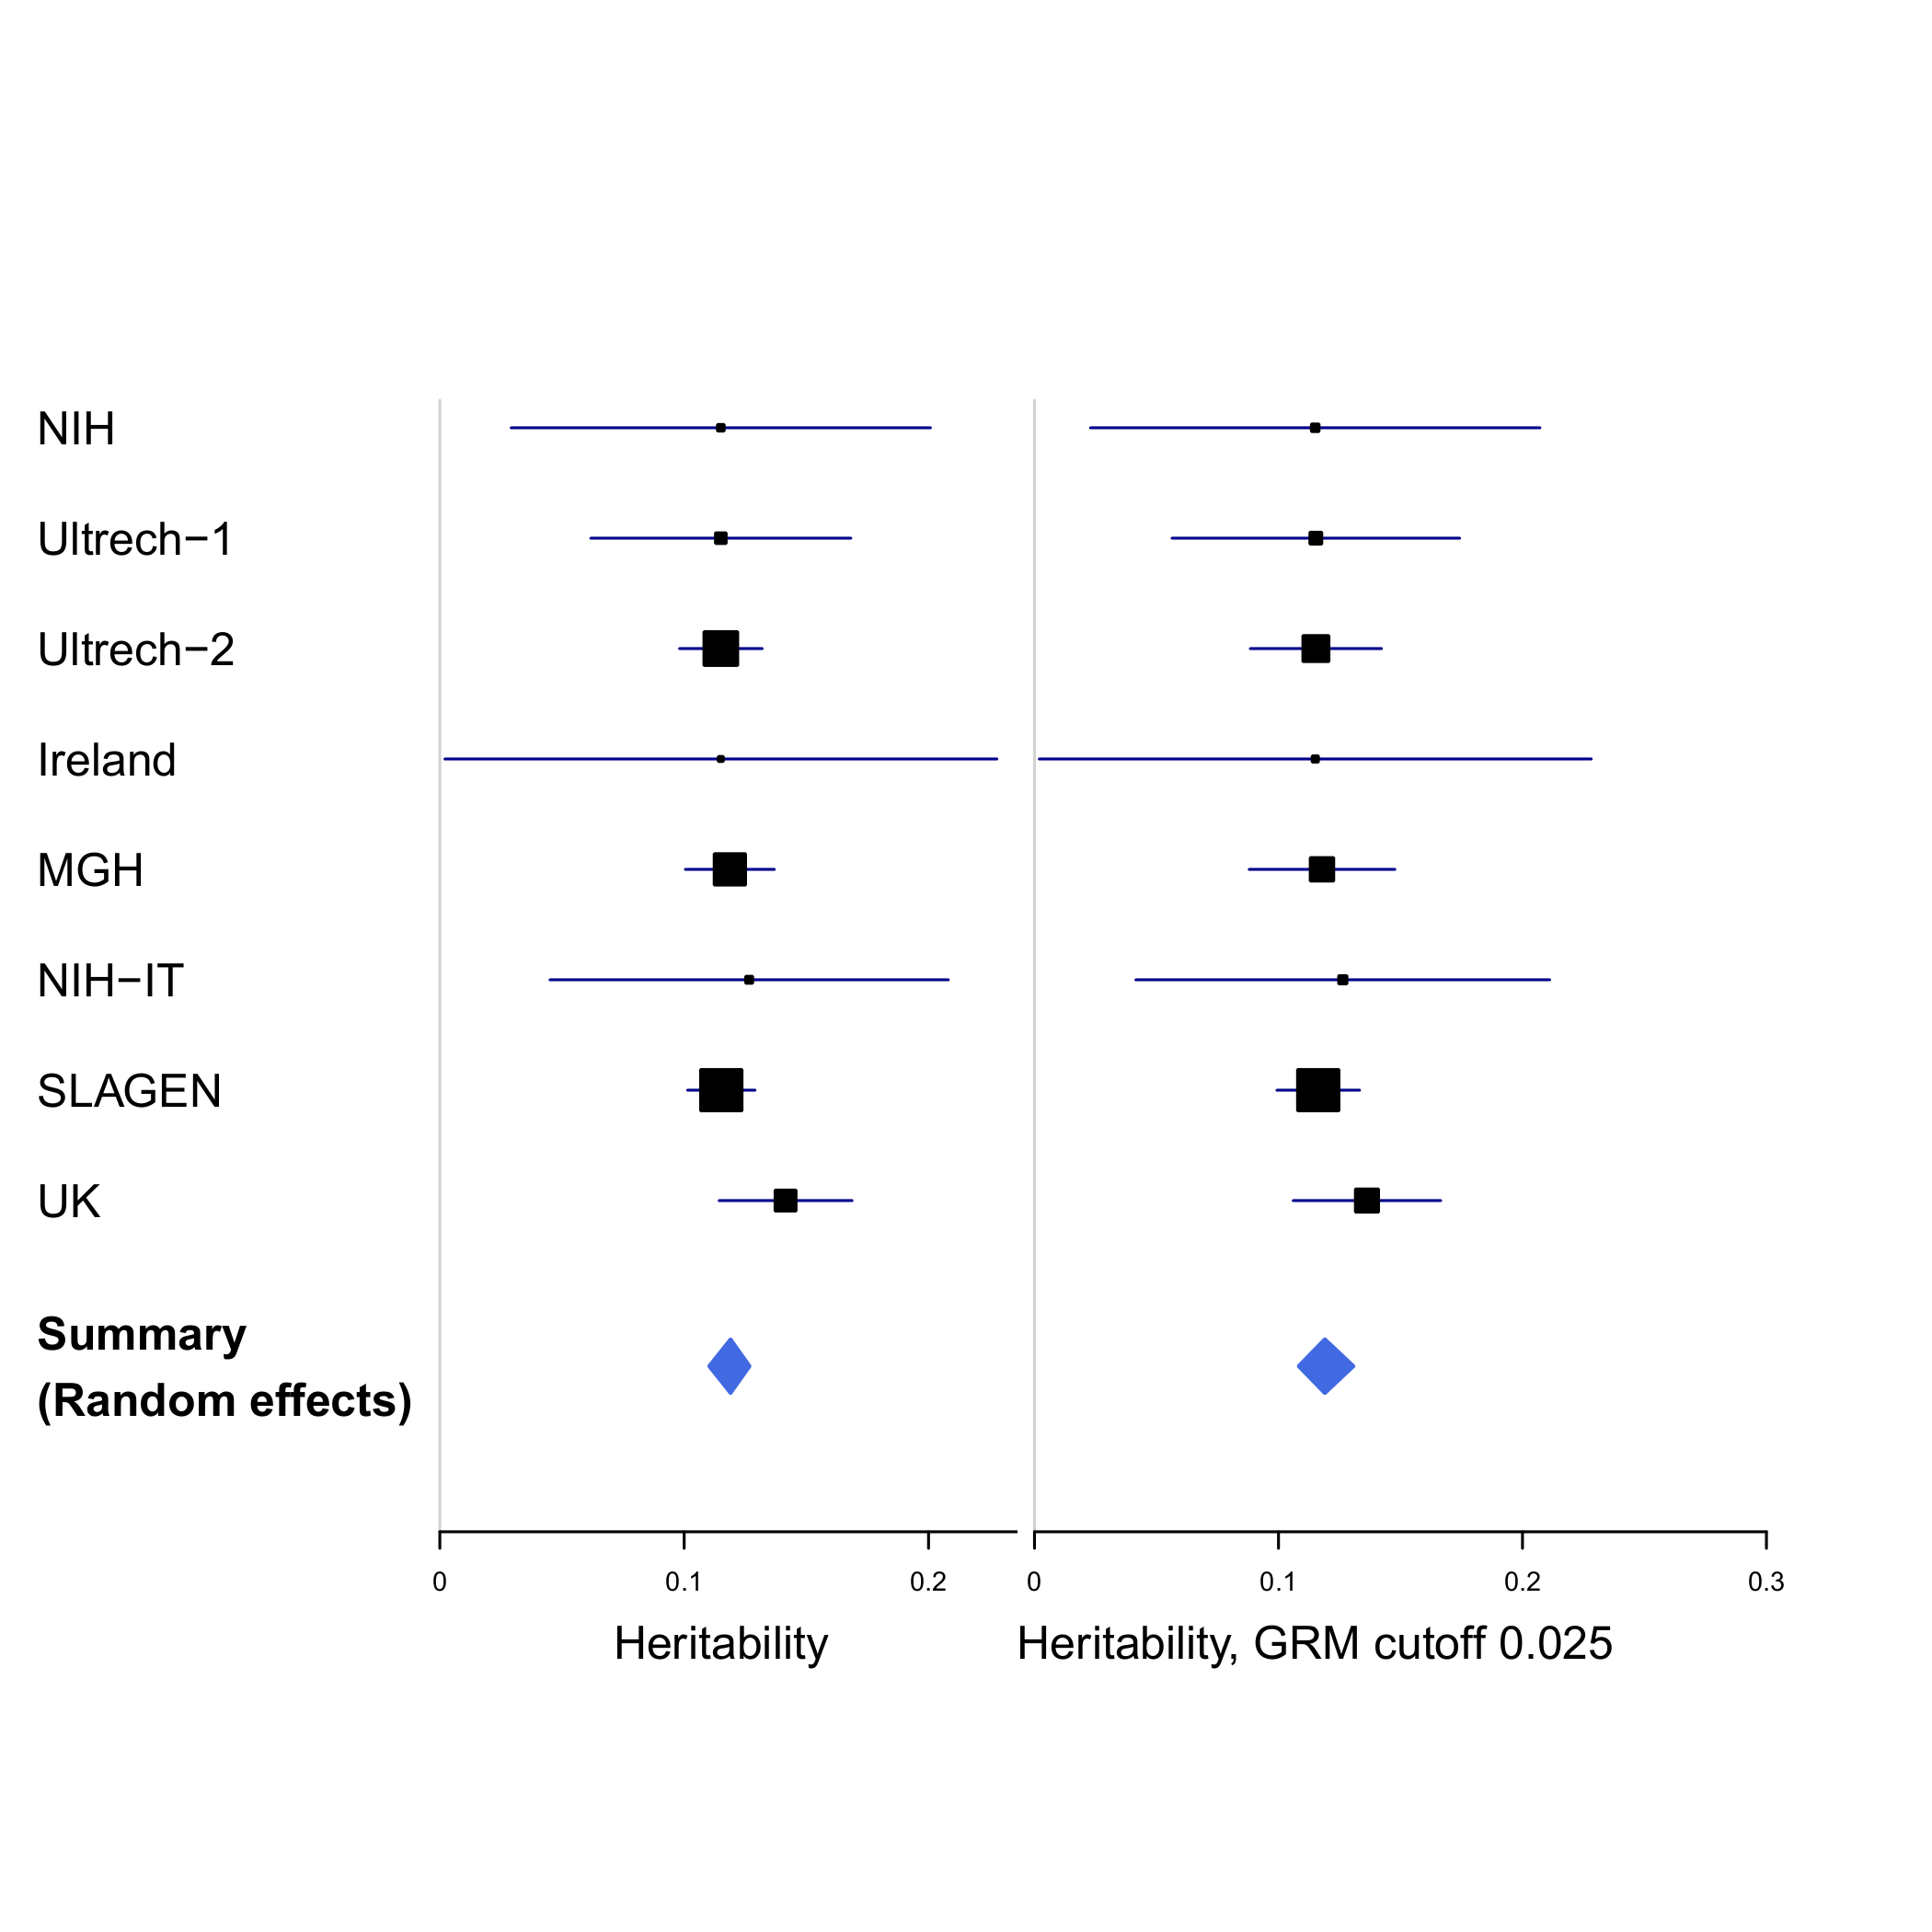 NIH
Ultrech−1
Ultrech−2
Ireland
MGH
NIH−IT
SLAGEN
UK
Summary
(Random effects)
0 0.1 0.2 0 0.1 0.2 0.3
Heritability Heritability, GRM cutoff 0.025